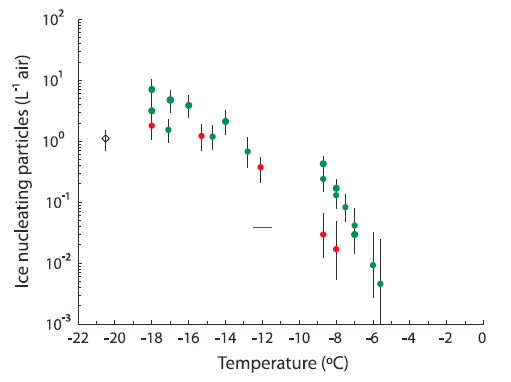 10²
10¹
10⁰
10⁻¹
10⁻²
10⁻³
Ice nucleating particles (L⁻¹ air)
-22 -20 -18 -16 -14 -12 -10 -8 -6 -4 -2 0
Temperature (ºC)